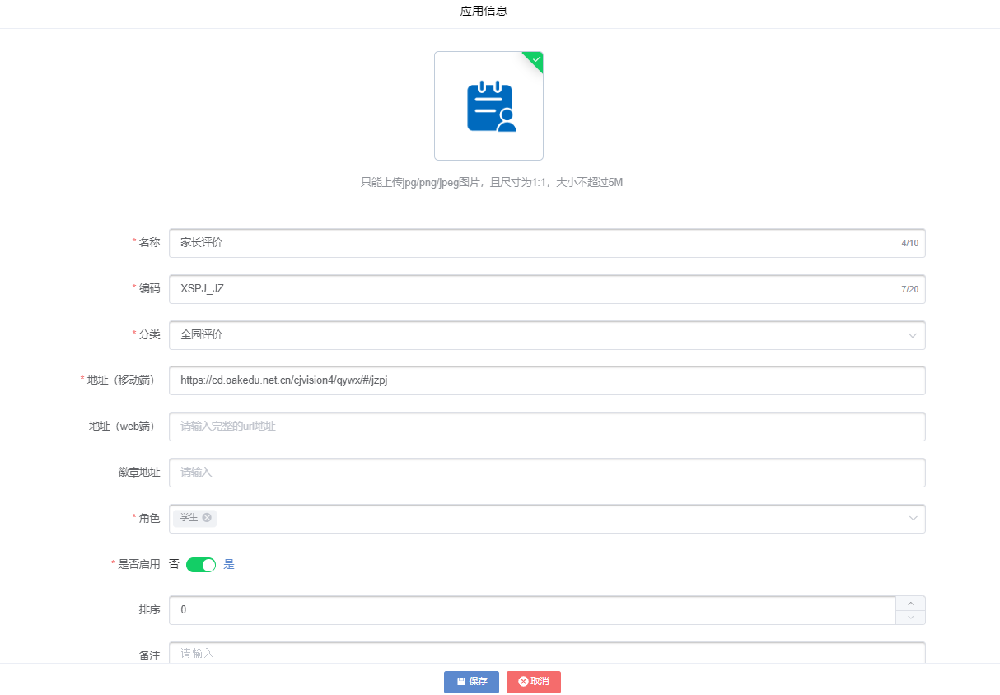 应用信息
只能上传jpg/png/jpeg图片，且尺寸为1:1，大小不超过5M
* 名称 家长评价 4/10
* 编码 XSPJ_JZ 7/20
* 分类 全园评价
* 地址（移动端） https://cd.oakedu.net.cn/cjvision4/qywx/#/jzpj
地址（web端） 请输入完整的url地址
徽章地址 请输入
* 角色 学生
* 是否启用 否 是
排序 0
备注 请输入
保存 取消